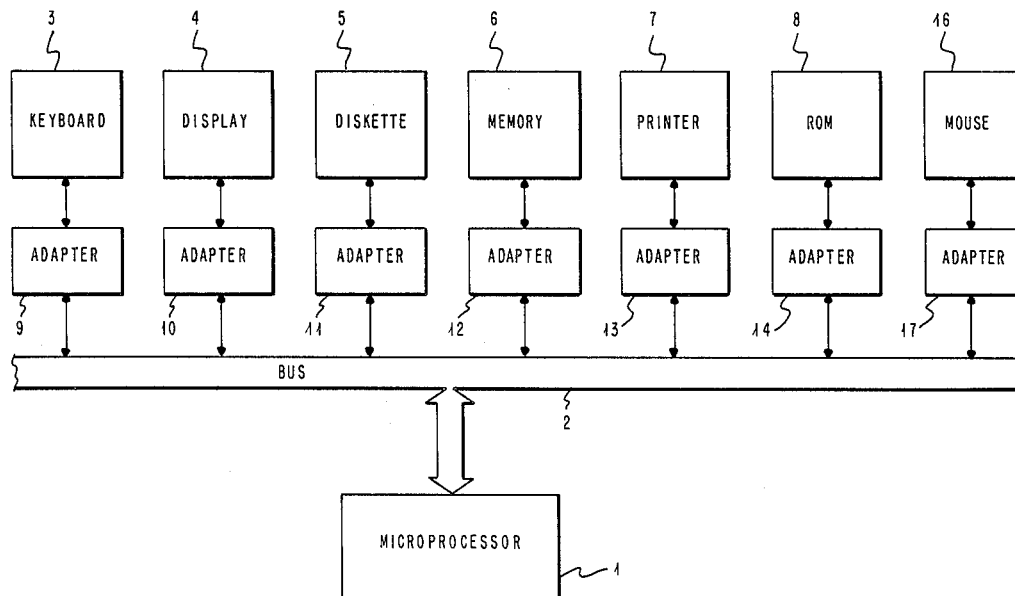 3 4 5 6 7 8 16
KEYBOARD DISPLAY DISKETTE MEMORY PRINTER ROM MOUSE
ADAPTER ADAPTER ADAPTER ADAPTER ADAPTER ADAPTER ADAPTER
9 10 11 12 13 14 17
BUS
2
MICROPROCESSOR
1